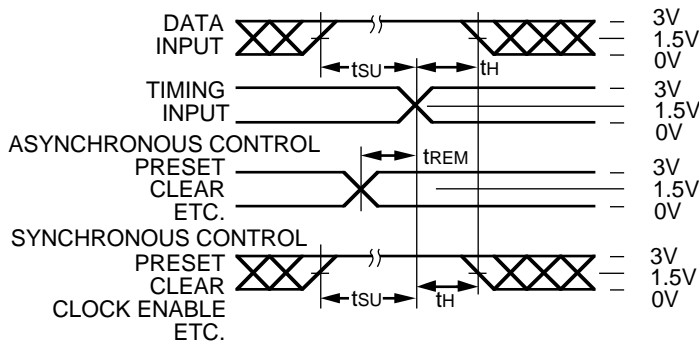 DATA
INPUT
tSU
tH
3V
1.5V
0V
TIMING
INPUT
3V
1.5V
0V
ASYNCHRONOUS CONTROL
PRESET
CLEAR
ETC.
tREM
3V
1.5V
0V
SYNCHRONOUS CONTROL
PRESET
CLEAR
CLOCK ENABLE
ETC.
tSU
tH
3V
1.5V
0V